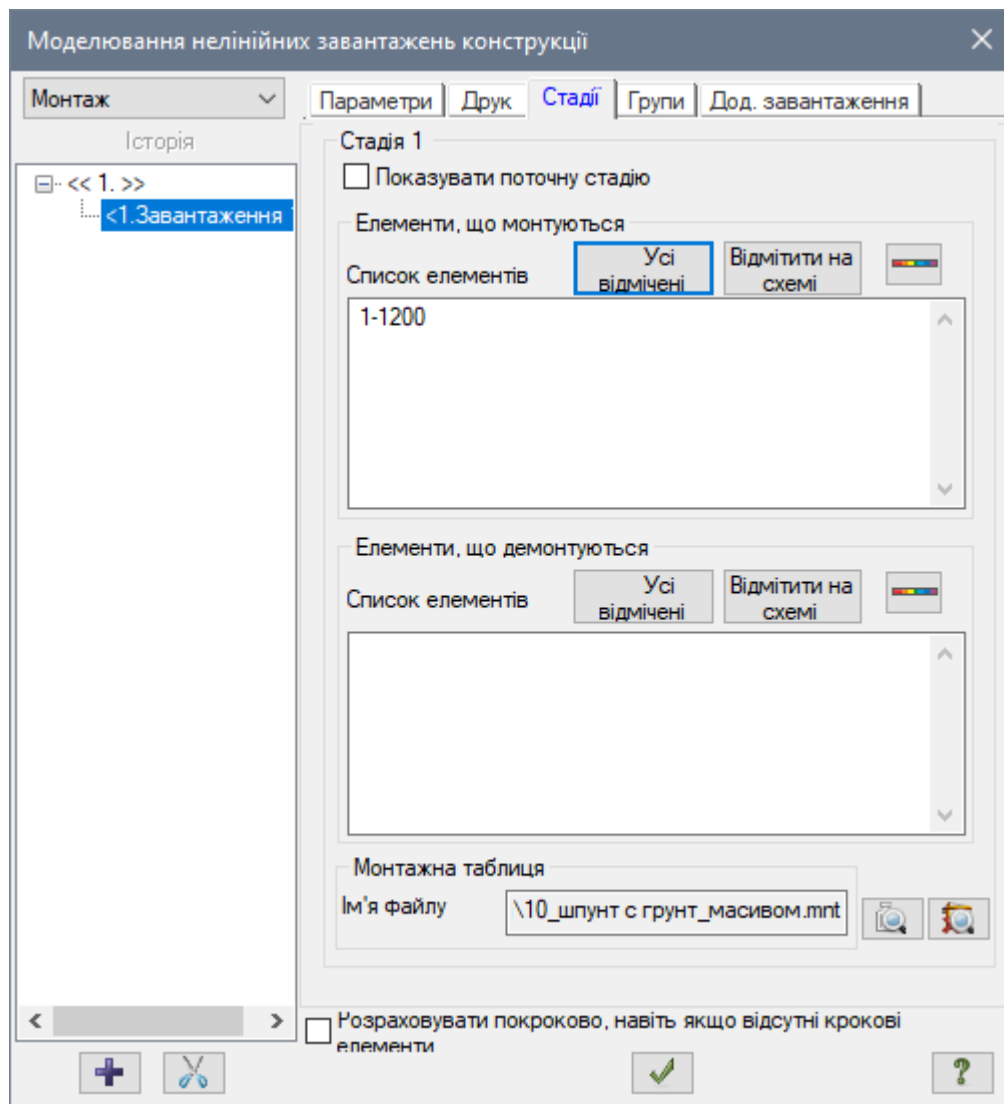 Моделювання нелінійних завантажень конструкції
Монтаж
Параметри Друк Стадії Групи Дод. завантаження
Історія
<< 1. >>
<1.Завантаження
Стадія 1
Показувати поточну стадію
Елементи, що монтуються
Список елементів
Усі відмічені
Відмітити на схемі
1-1200
Елементи, що демонтуються
Список елементів
Усі відмічені
Відмітити на схемі
Монтажна таблиця
Ім'я файлу
\10_шпунт с грунт_масивом.mnt
Розраховувати покроково, навіть якщо відсутні крокові
елементи